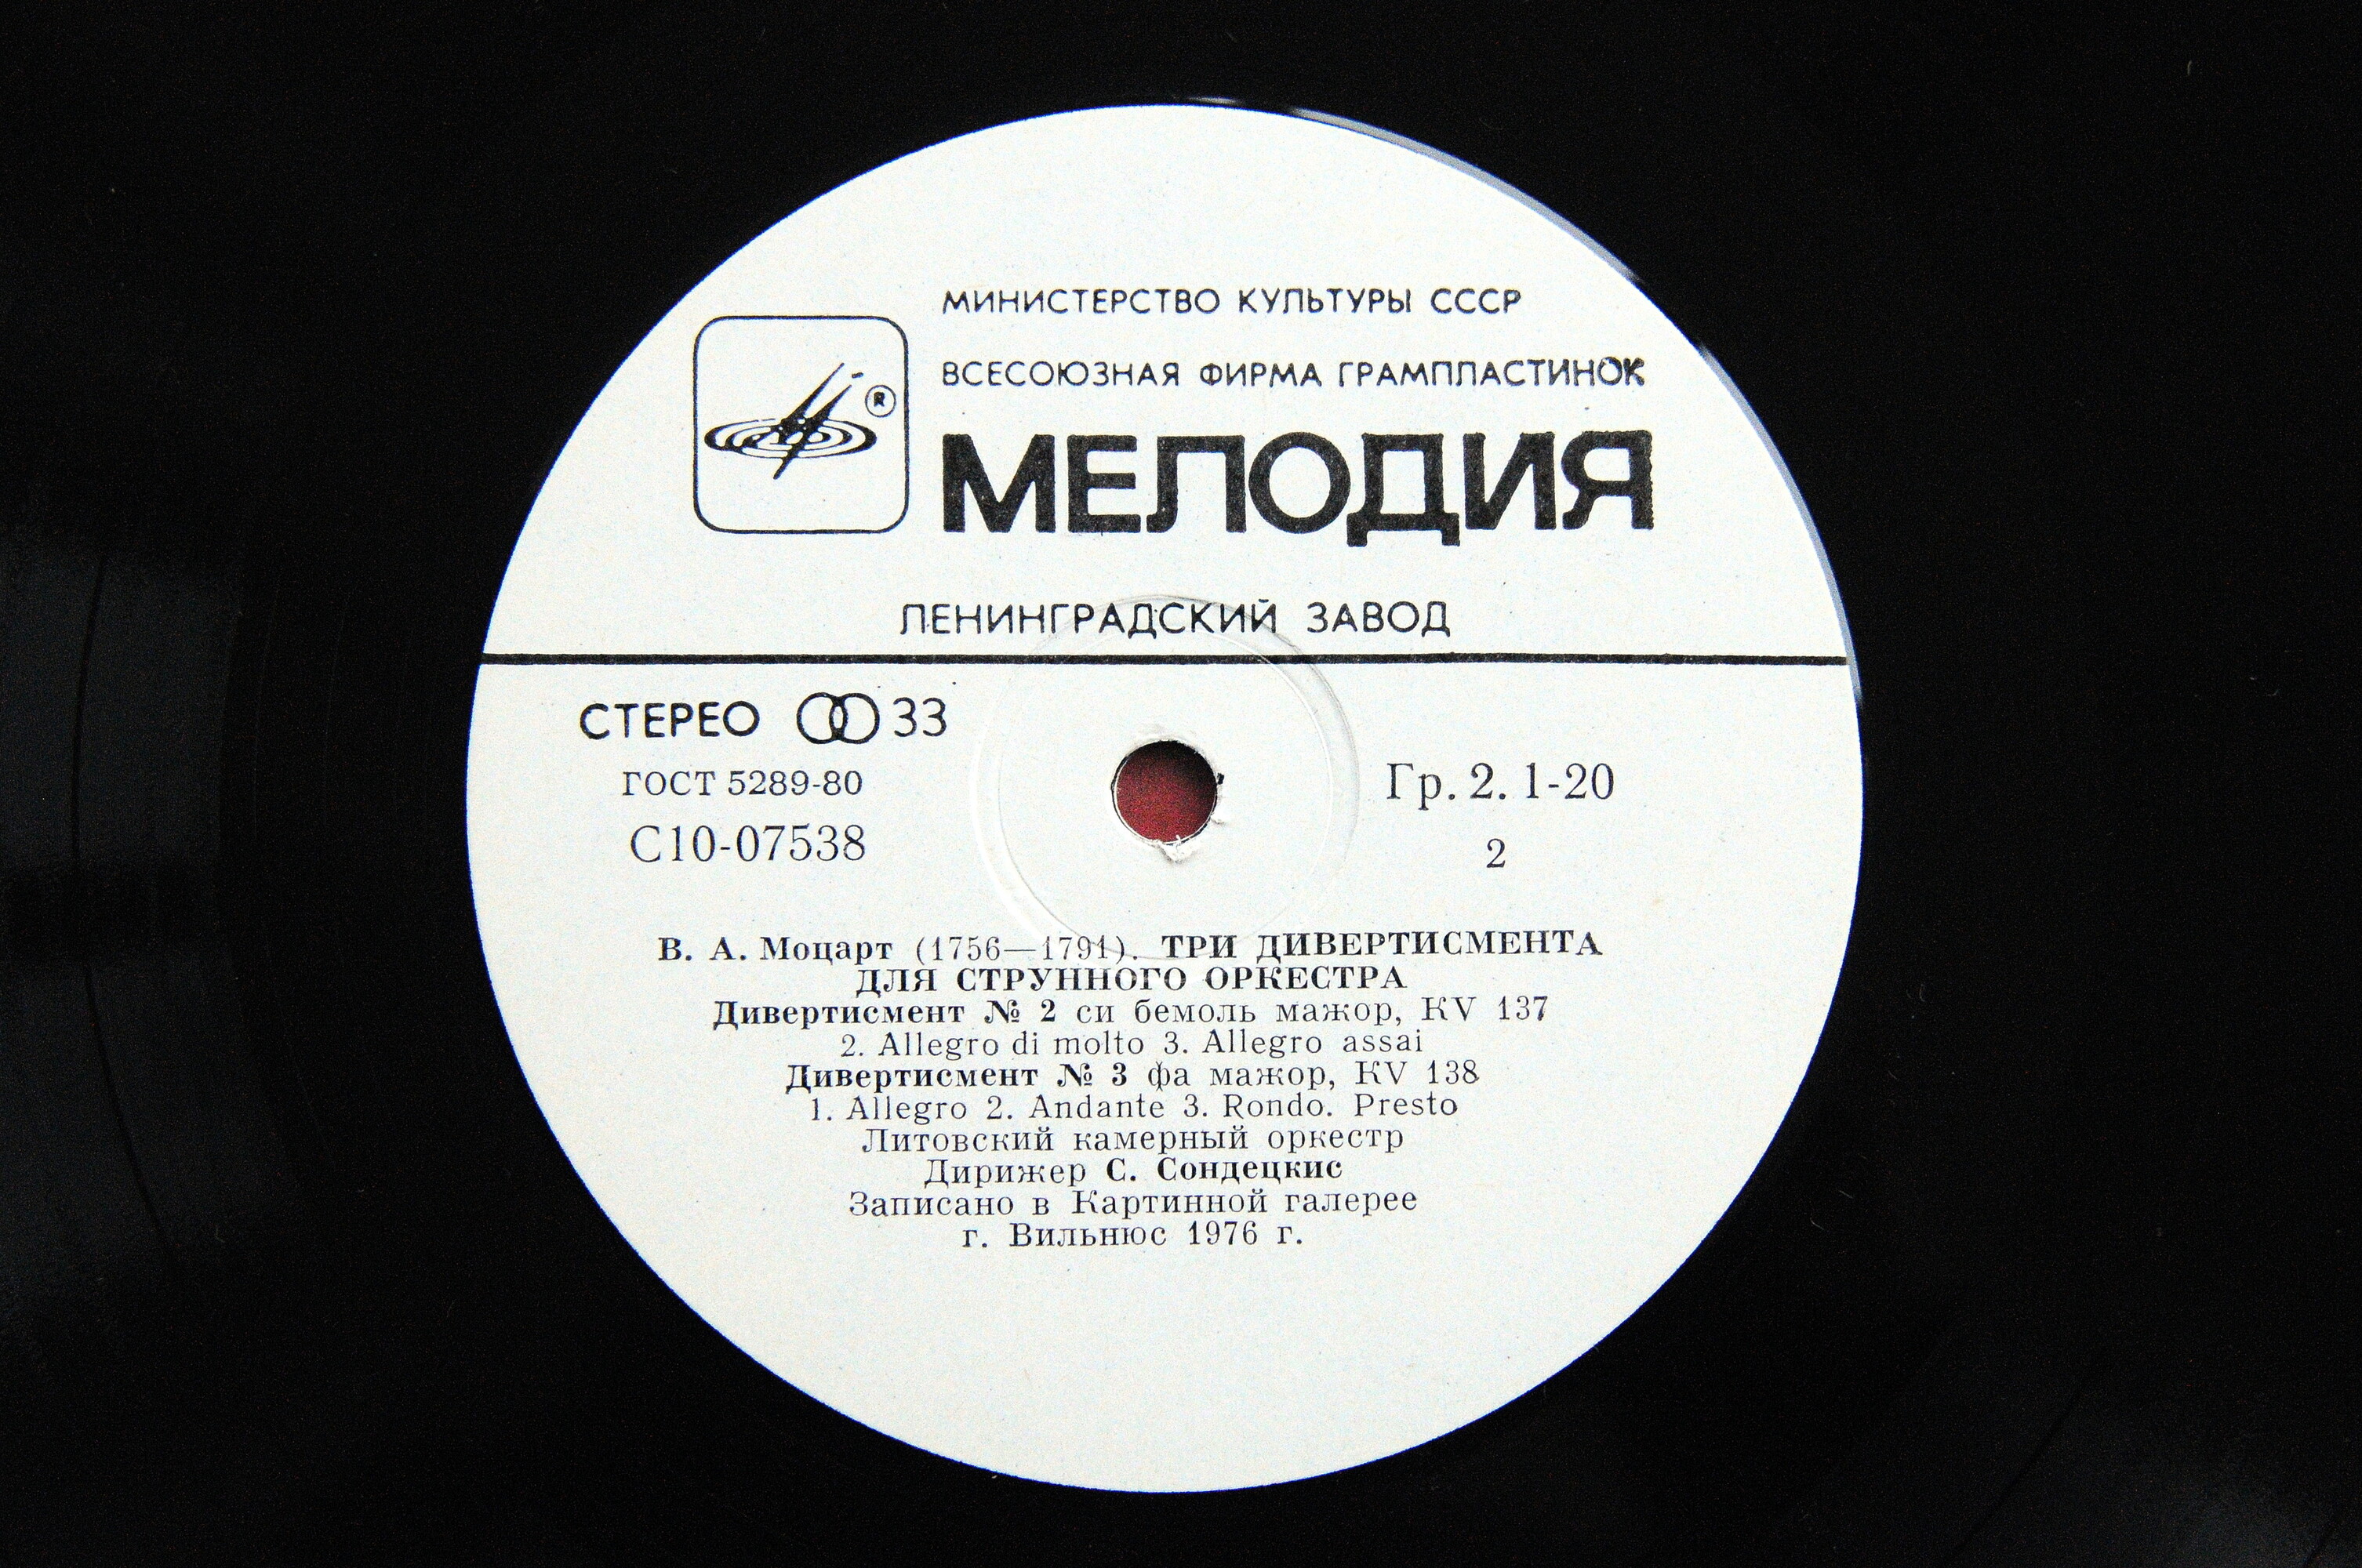 МИНИСТЕРСТВО КУЛЬТУРЫ СССР
ВСЕСОЮЗНАЯ ФИРМА ГРАМПЛАСТИНОК
®
МЕЛОДИЯ
ЛЕНИНГРАДСКИЙ ЗАВОД
СТЕРЕО 33
ГОСТ 5289-80
Гр. 2. 1-20
С10-07538
2
В. А. Моцарт (1756—1791). ТРИ ДИВЕРТИСМЕНТА
ДЛЯ СТРУННОГО ОРКЕСТРА
Дивертисмент № 2 си бемоль мажор, KV 137
2. Allegro di molto 3. Allegro assai
Дивертисмент № 3 фа мажор, KV 138
1. Allegro 2. Andante 3. Rondo. Presto
Литовский камерный оркестр
Дирижер С. Сондецкис
Записано в Картинной галерее
г. Вильнюс 1976 г.